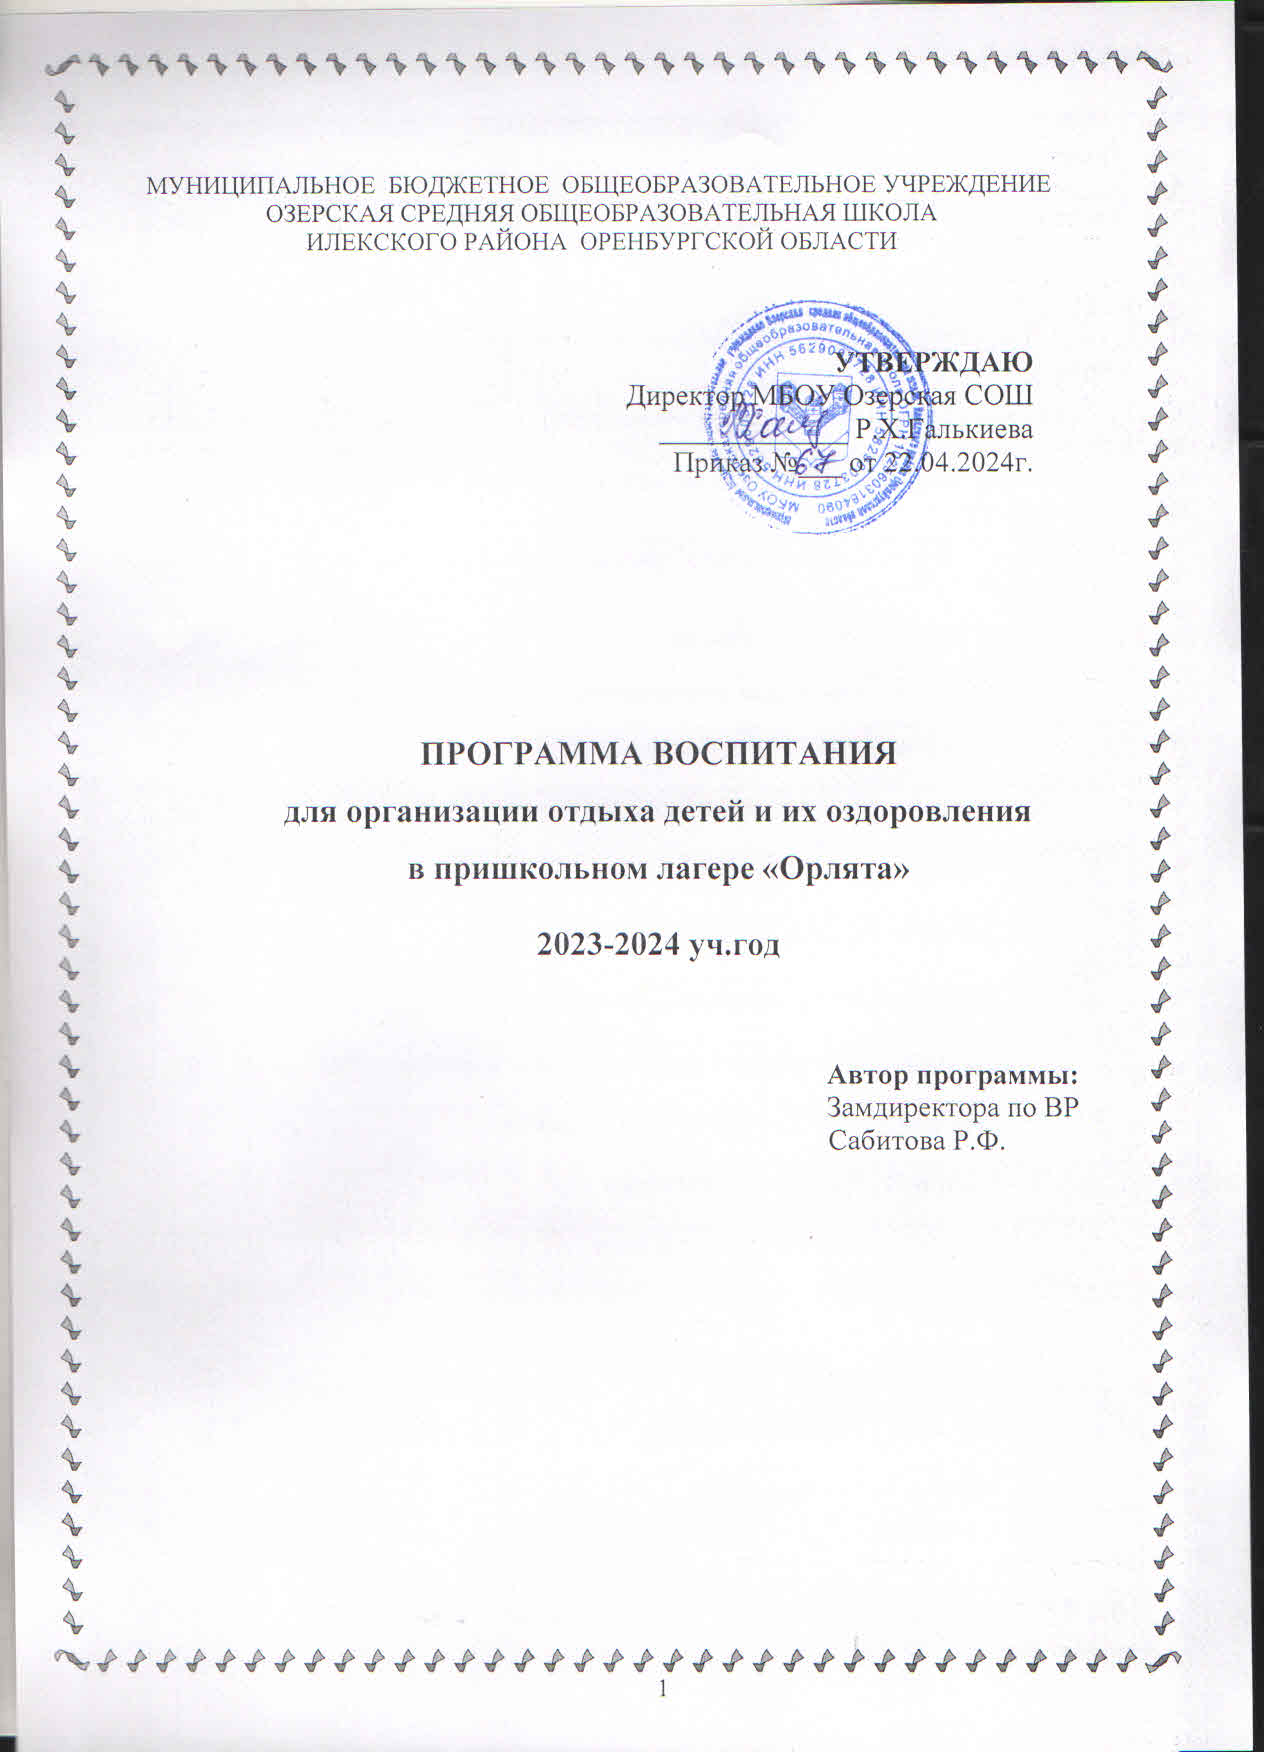 МУНИЦИПАЛЬНОЕ БЮДЖЕТНОЕ ОБЩЕОБРАЗОВАТЕЛЬНОЕ УЧРЕЖДЕНИЕ
ОЗЕРСКАЯ СРЕДНЯЯ ОБЩЕОБРАЗОВАТЕЛЬНАЯ ШКОЛА
ИЛЕКСКОГО РАЙОНА ОРЕНБУРГСКОЙ ОБЛАСТИ
УТВЕРЖДАЮ
Директор МБОУ Озерская СОШ
Р.Х.Галькиева
Приказ № 67 от 22.04.2024г.
ПРОГРАММА ВОСПИТАНИЯ
для организации отдыха детей и их оздоровления
в пришкольном лагере «Орлята»
2023-2024 уч.год
Автор программы:
Замдиректора по ВР
Сабитова Р.Ф.
1